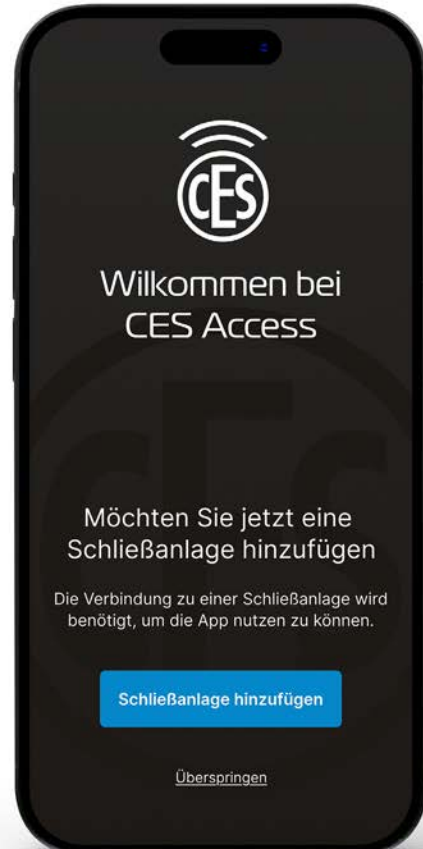 CES
Wilkommen bei
CES Access
Möchten Sie jetzt eine
Schließanlage hinzufügen
Die Verbindung zu einer Schließanlage wird
benötigt, um die App nutzen zu können.
Schließanlage hinzufügen
Überspringen